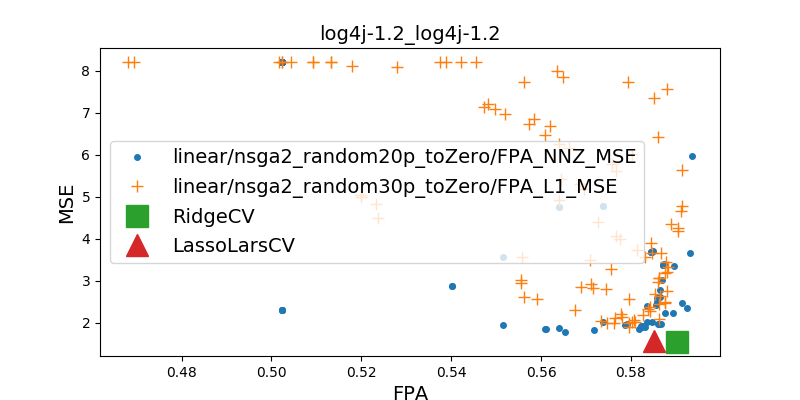 log4j-1.2_log4j-1.2
8
7
6
5
4
3
2
MSE
linear/nsga2_random20p_toZero/FPA_NNZ_MSE
linear/nsga2_random30p_toZero/FPA_L1_MSE
RidgeCV
LassoLarsCV
0.48 0.50 0.52 0.54 0.56 0.58
FPA